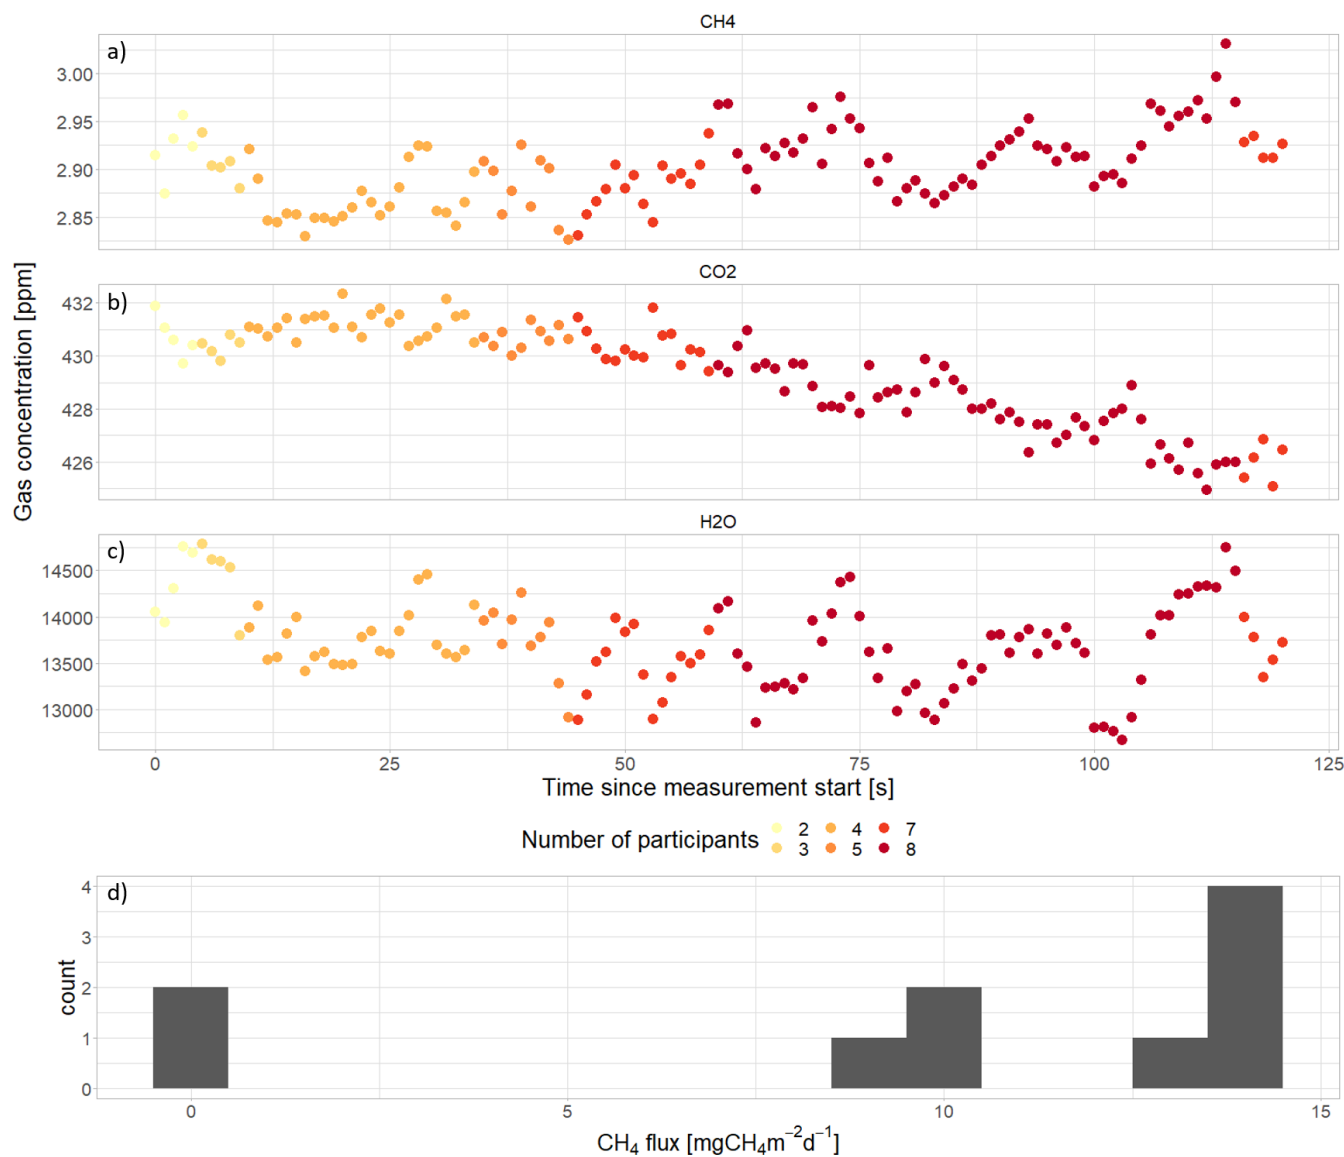 CH4
a)
3.00
2.95
2.90
2.85
CO2
b)
432
430
428
426
Gas concentration [ppm]
H2O
c)
14500
14000
13500
13000
0 25 50 75 100 125
Time since measurement start [s]
Number of participants 2 4 7
3 5 8
d)
4
3
2
1
0
count
0 5 10 15
CH₄ flux [mgCH₄m⁻²d⁻¹]